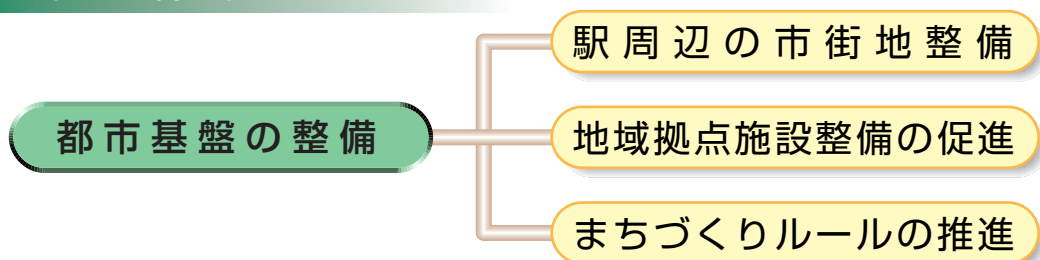 都市基盤の整備
駅周辺の市街地整備
地域拠点施設整備の促進
まちづくりルールの推進